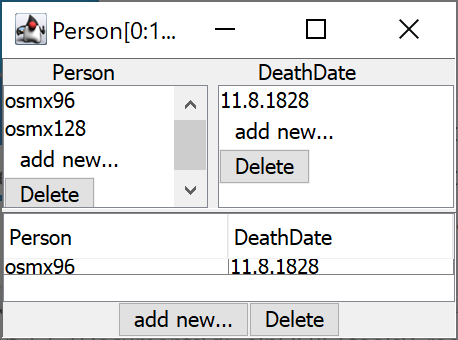 Person[0:1...
Person DeathDate
osmx96
osmx128
add new...
Delete
11.8.1828
add new...
Delete
Person DeathDate
osmx96 11.8.1828
add new... Delete